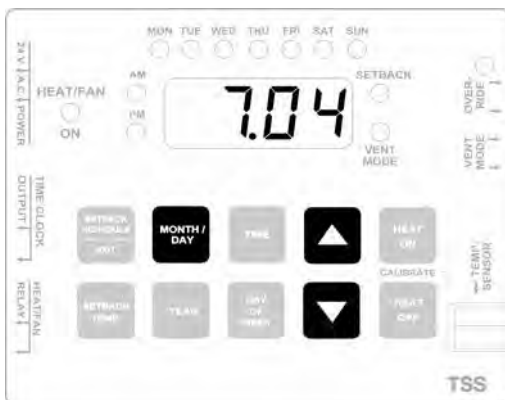 MON TUE WED THU FRI SAT SUN
24 V. A.C. POWER
HEAT/FAN
ON
AM
PM
7.04
SETBACK
VENT
MODE
OVER-
RIDE
VENT
MODE
TIME CLOCK
OUTPUT
SETBACK
SCHEDULE
EXIT
MONTH /
DAY
TIME
HEAT
ON
TEMP.
SENSOR
CALIBRATE
HEAT/FAN
RELAY
SETBACK
TEMP
YEAR
DAY
OF
WEEK
HEAT
OFF
TSS